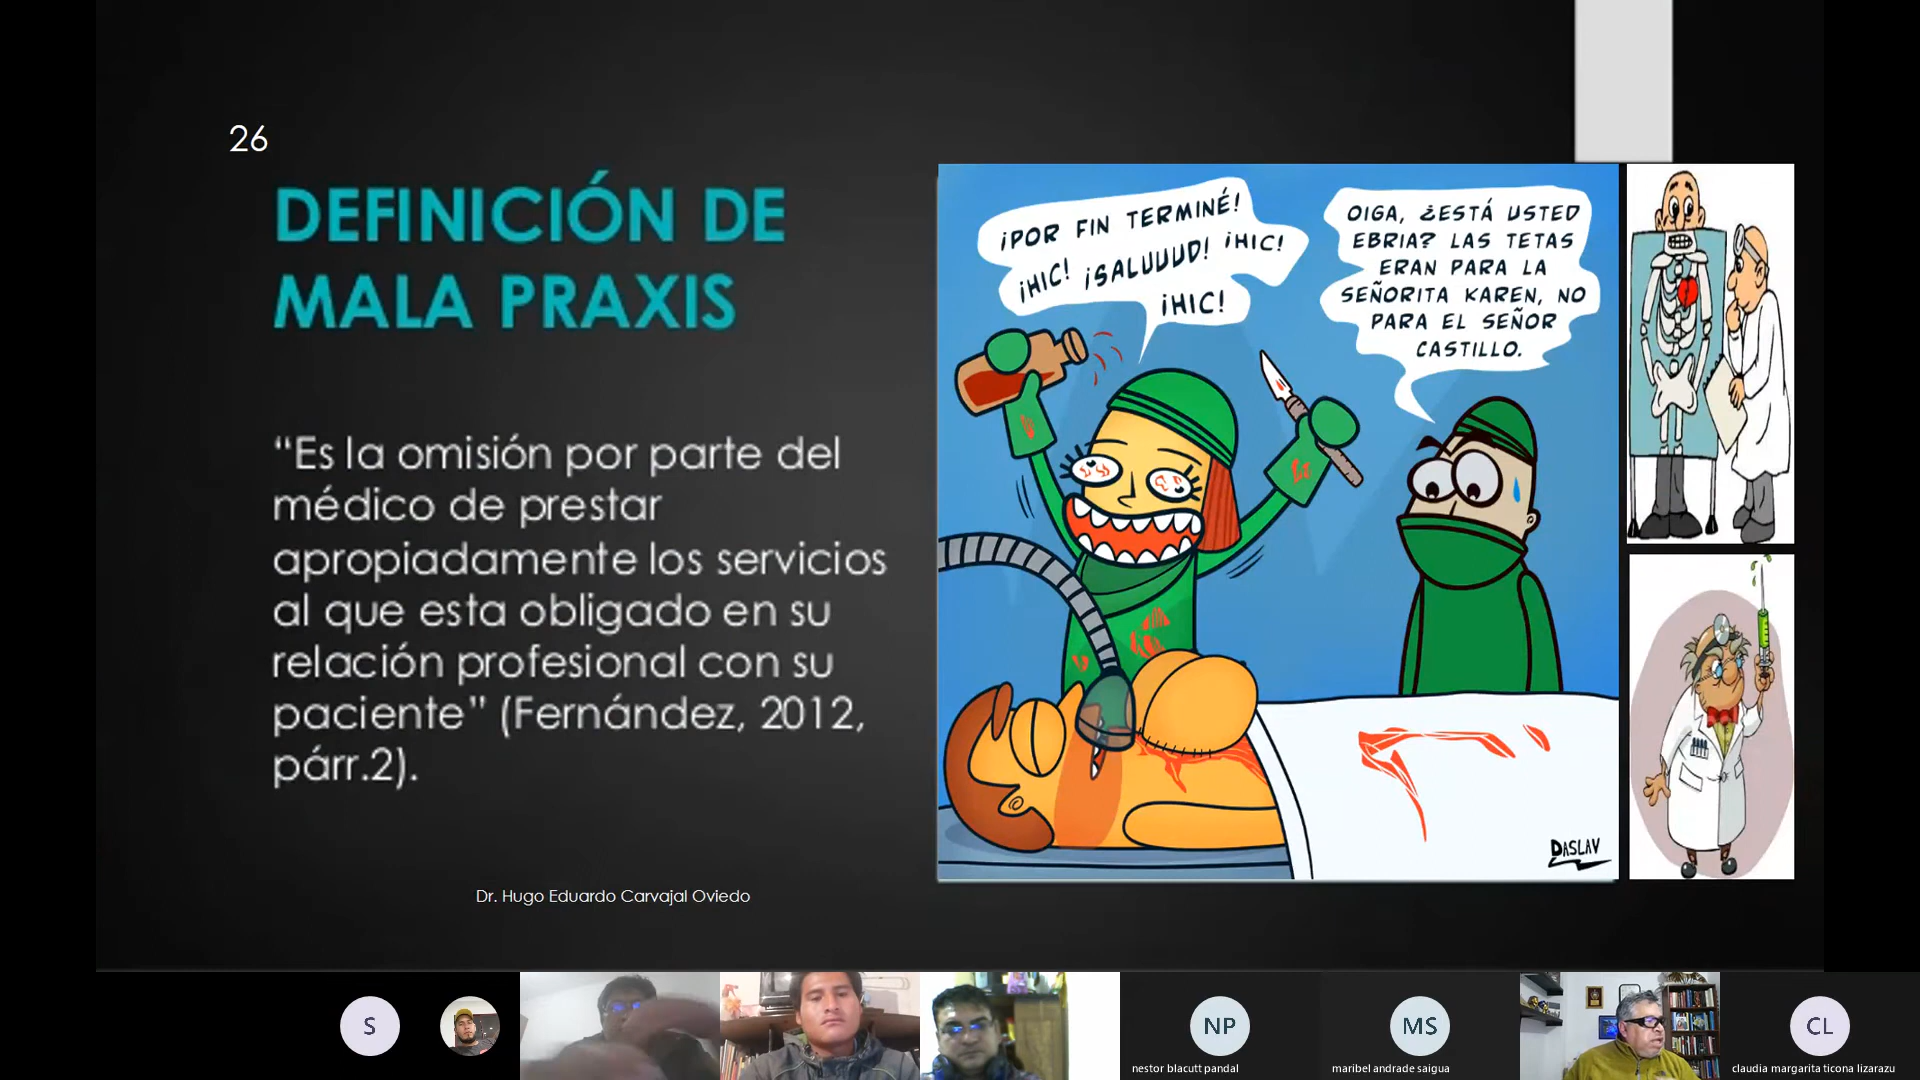 26
DEFINICIÓN DE
MALA PRAXIS
“Es la omisión por parte del
médico de prestar
apropiadamente los servicios
al que esta obligado en su
relación profesional con su
paciente” (Fernández, 2012,
párr.2).
Dr. Hugo Eduardo Carvajal Oviedo
¡POR FIN TERMINÉ!
¡HIC! ¡SALUUUD! ¡HIC!
¡HIC!
OIGA, ¿ESTÁ USTED
EBRIA? LAS TETAS
ERAN PARA LA
SEÑORITA KAREN, NO
PARA EL SEÑOR
CASTILLO.
DASLAV
S
NP
nestor blacutt pandal
MS
maribel andrade saigua
CL
claudia margarita ticona lizarazu